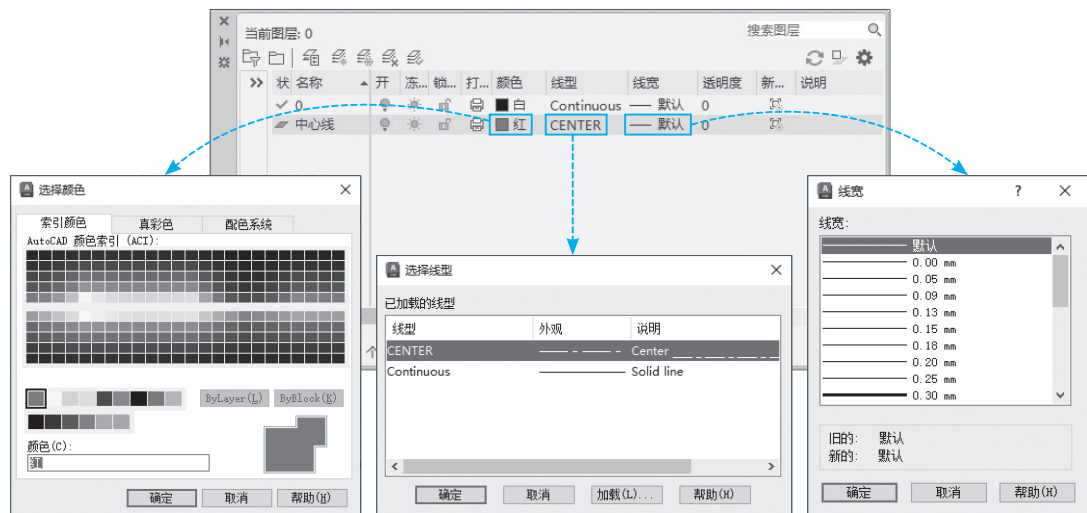 当前图层: 0
搜索图层
状 名称 开 冻... 锁... 打... 颜色 线型 线宽 透明度 新... 说明
0 白 Continuous 默认 0
中心线 红 CENTER 默认 0
选择颜色
索引颜色 真彩色 配色系统
AutoCAD 颜色索引 (ACI):
ByLayer(L) ByBlock(K)
颜色(C):
红
确定 取消 帮助(H)
选择线型
已加载的线型
线型 外观 说明
CENTER Center
Continuous Solid line
确定 取消 加载(L)... 帮助(H)
线宽 ?
线宽:
默认
0.00 mm
0.05 mm
0.09 mm
0.13 mm
0.15 mm
0.18 mm
0.20 mm
0.25 mm
0.30 mm
旧的: 默认
新的: 默认
确定 取消 帮助(H)